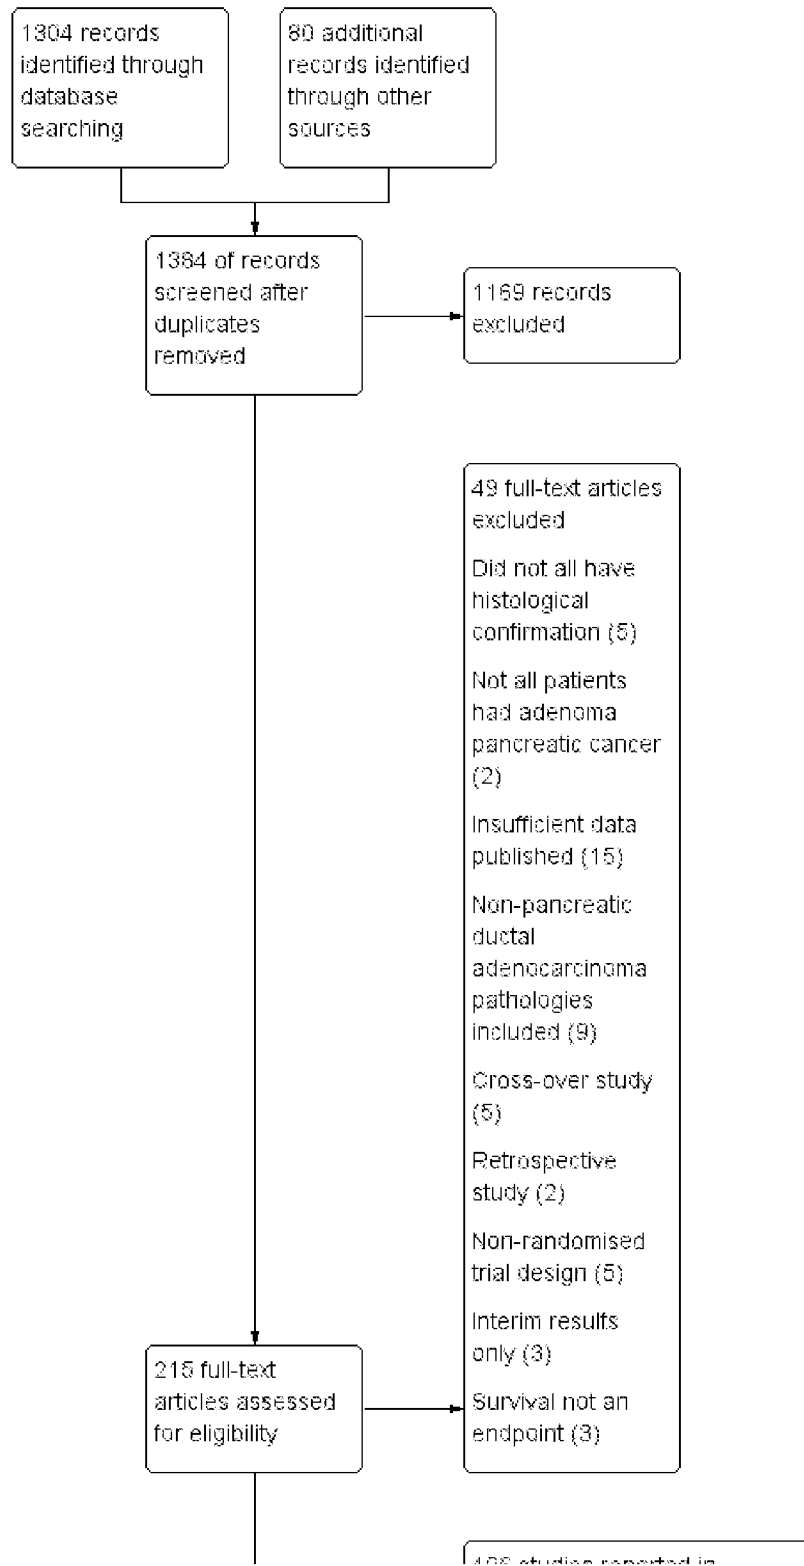 1304 records
identified through
database
searching
80 additional
records identified
through other
sources
1384 of records
screened after
duplicates
removed
1169 records
excluded
49 full-text articles
excluded
Did not all have
histological
confirmation (5)
Not all patients
had adenoma
pancreatic cancer
(2)
Insufficient data
published (15)
Non-pancreatic
ductal
adenocarcinoma
pathologies
included (9)
Cross-over study
(5)
Retrospective
study (2)
Non-randomised
trial design (5)
Interim results
only (3)
Survival not an
endpoint (3)
215 full-text
articles assessed
for eligibility
studies reported in